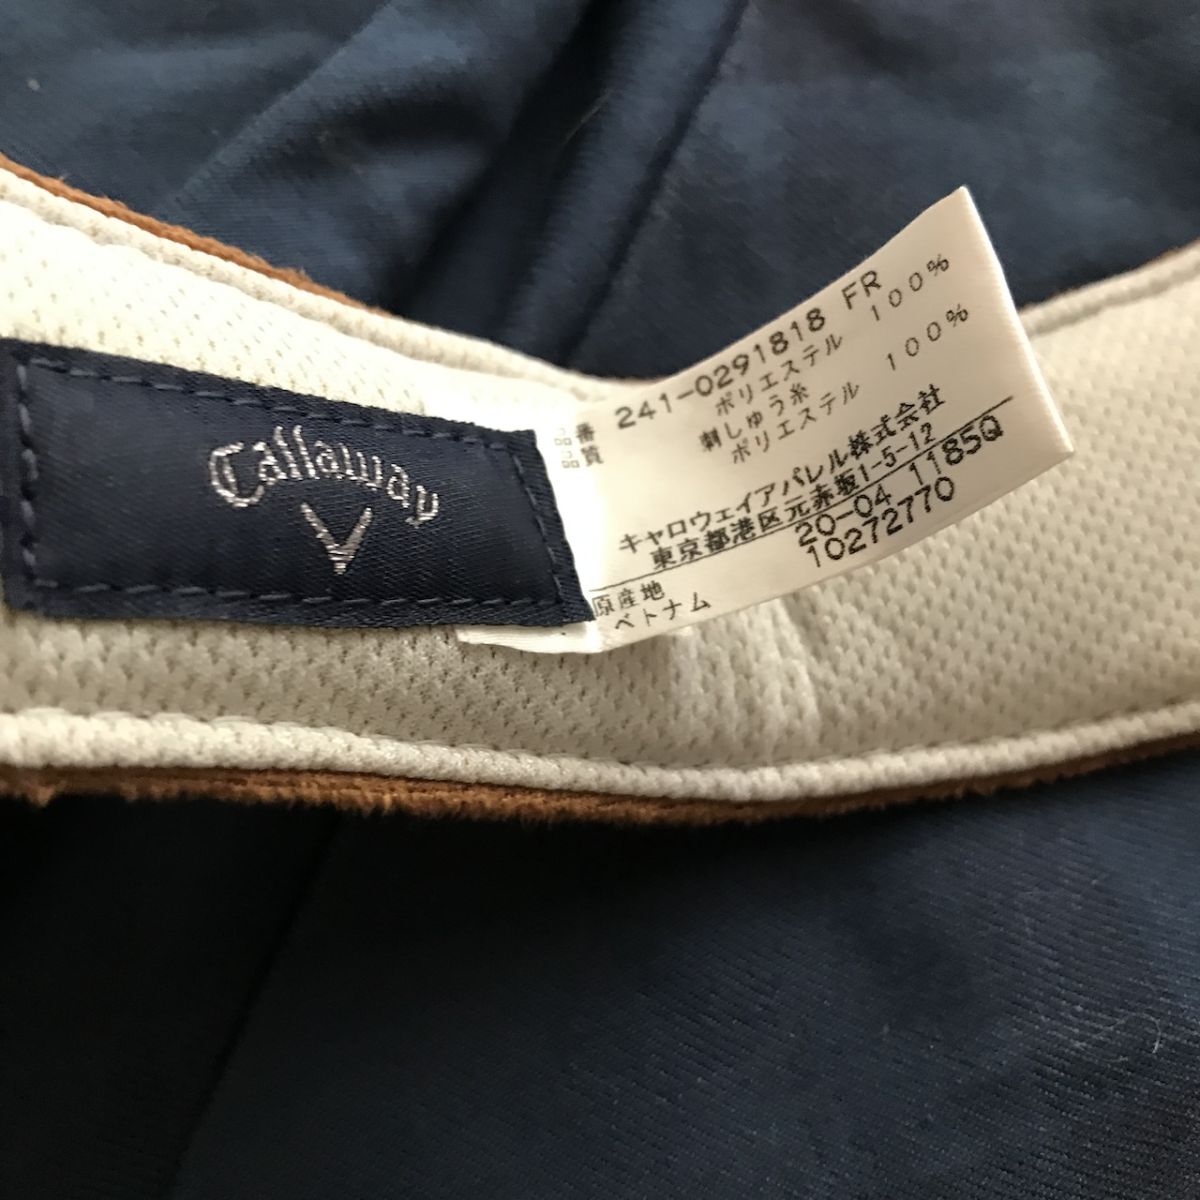 Callaway
品番 241-0291818 FR
品質 ポリエステル 100%
刺しゅう糸
ポリエステル 100%
キャロウェイアパレル株式会社
東京都港区元赤坂1-5-12
20-04 1185Q
10272770
原産地
ベトナム